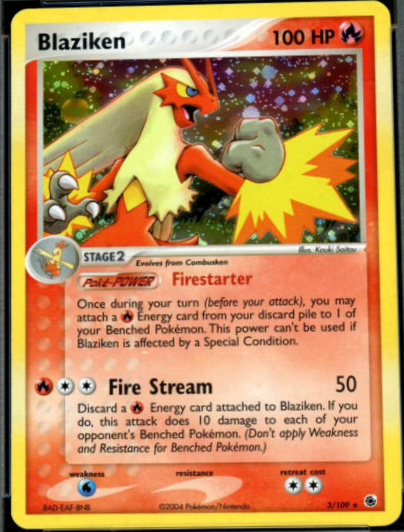 Blaziken 100 HP
Illus. Kouki Saitou
STAGE 2 Evolves from Combusken
Poké-POWER Firestarter
Once during your turn (before your attack), you may
attach a Energy card from your discard pile to 1 of
your Benched Pokémon. This power can't be used if
Blaziken is affected by a Special Condition.
Fire Stream 50
Discard a Energy card attached to Blaziken. If you
do, this attack does 10 damage to each of your
opponent's Benched Pokémon. (Don't apply Weakness
and Resistance for Benched Pokémon.)
weakness resistance retreat cost
BAD-EAF-BNB ©2004 Pokémon/Nintendo 3/109 ★